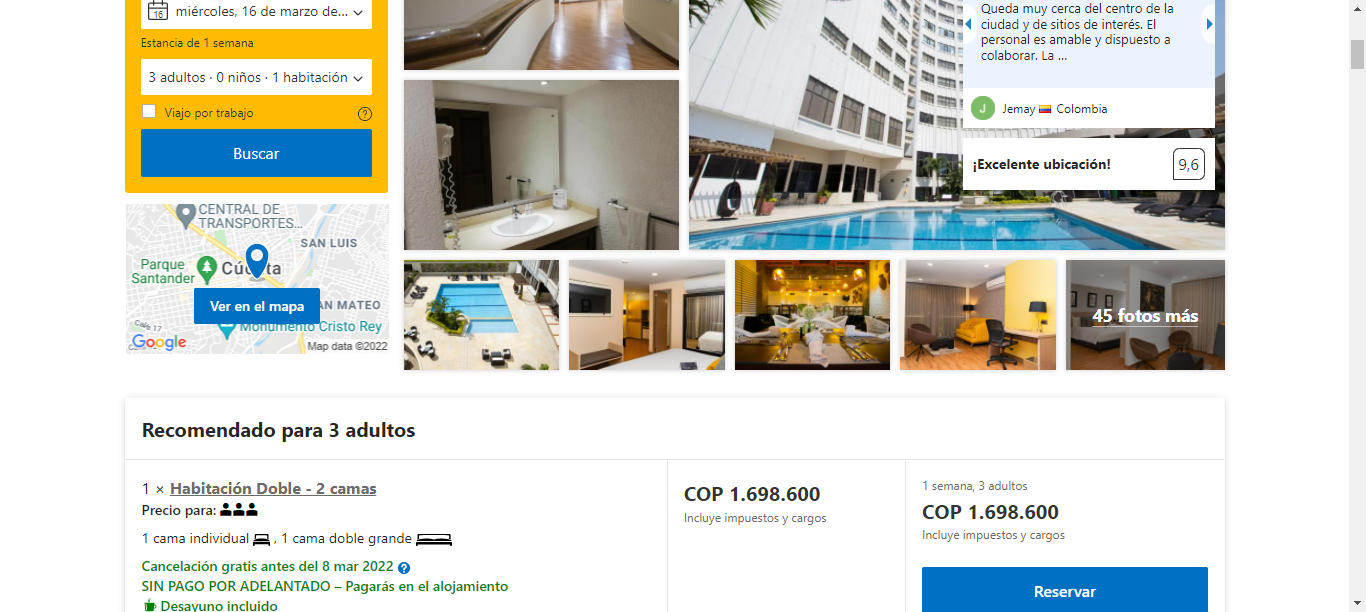 16
miércoles, 16 de marzo de...
Estancia de 1 semana
3 adultos · 0 niños · 1 habitación
Viajo por trabajo
?
Buscar
CENTRAL DE
TRANSPORTES...
SAN LUIS
Parque
Santander
Cúcuta
Ver en el mapa
AN MATEO
Calle 17
Monumento Cristo Rey
Google
Map data ©2022
Queda muy cerca del centro de la
ciudad y de sitios de interés. El
personal es amable y dispuesto a
colaborar. La ...
J
Jemay Colombia
¡Excelente ubicación!
9,6
45 fotos más
Recomendado para 3 adultos
1 × Habitación Doble - 2 camas
Precio para:
1 cama individual , 1 cama doble grande
Cancelación gratis antes del 8 mar 2022 ?
SIN PAGO POR ADELANTADO – Pagarás en el alojamiento
Desayuno incluido
COP 1.698.600
Incluye impuestos y cargos
1 semana, 3 adultos
COP 1.698.600
Incluye impuestos y cargos
Reservar